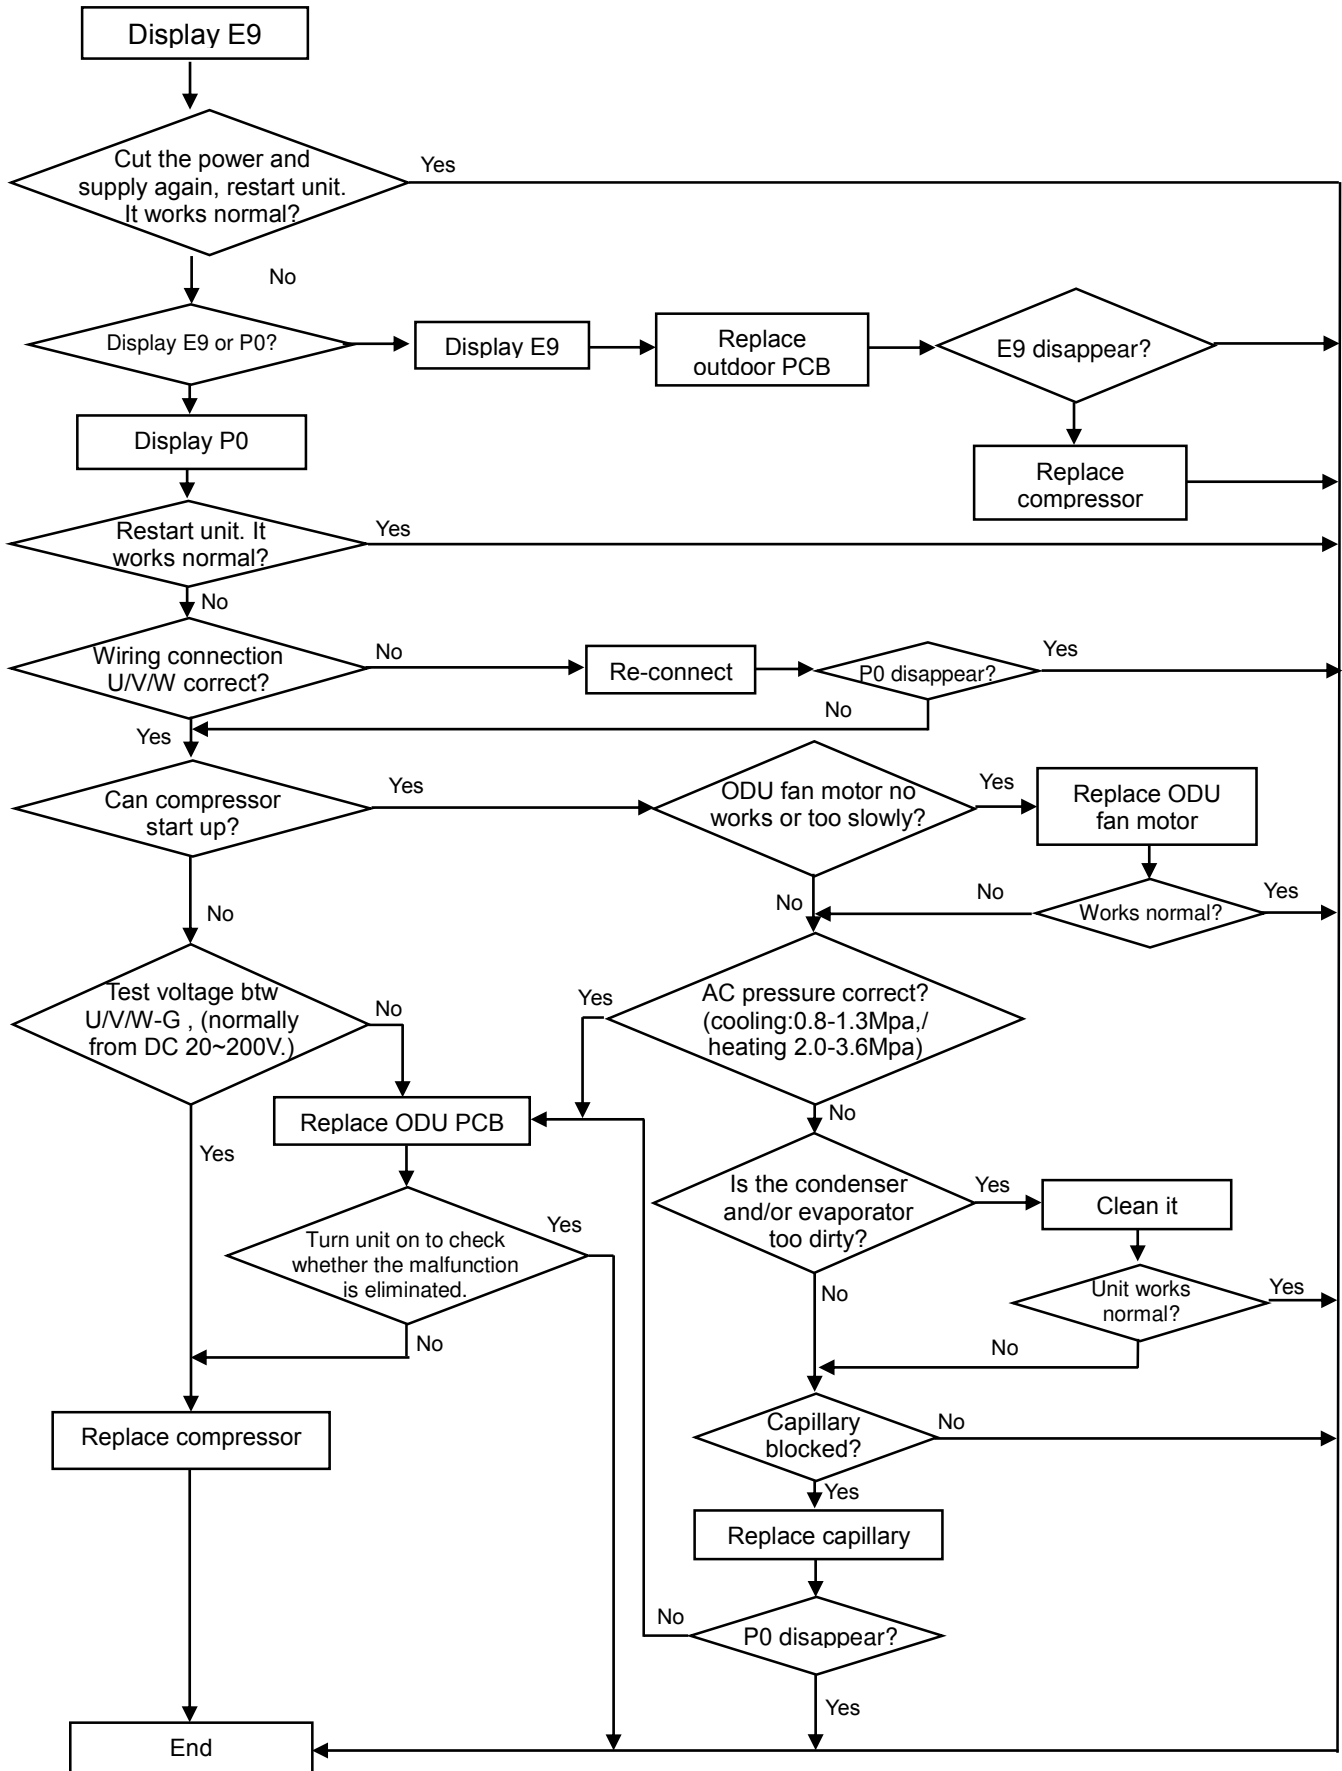 Display E9
Cut the power and
supply again, restart unit.
It works normal?
Yes
No
Display E9 or P0?
Display E9
Replace
outdoor PCB
E9 disappear?
Display P0
Replace
compressor
Restart unit. It
works normal?
Yes
No
Wiring connection
U/V/W correct?
No
Re-connect
P0 disappear?
Yes
No
Yes
Can compressor
start up?
Yes
ODU fan motor no
works or too slowly?
Yes
Replace ODU
fan motor
No
No
No
Works normal?
Yes
Test voltage btw
U/V/W-G , (normally
from DC 20~200V.)
No
Yes
AC pressure correct?
(cooling:0.8-1.3Mpa,/
heating 2.0-3.6Mpa)
Replace ODU PCB
No
Yes
Turn unit on to check
whether the malfunction
is eliminated.
Yes
Is the condenser
and/or evaporator
too dirty?
Yes
Clean it
No
Unit works
normal?
Yes
No
No
Replace compressor
Capillary
blocked?
No
Yes
Replace capillary
No
P0 disappear?
Yes
End